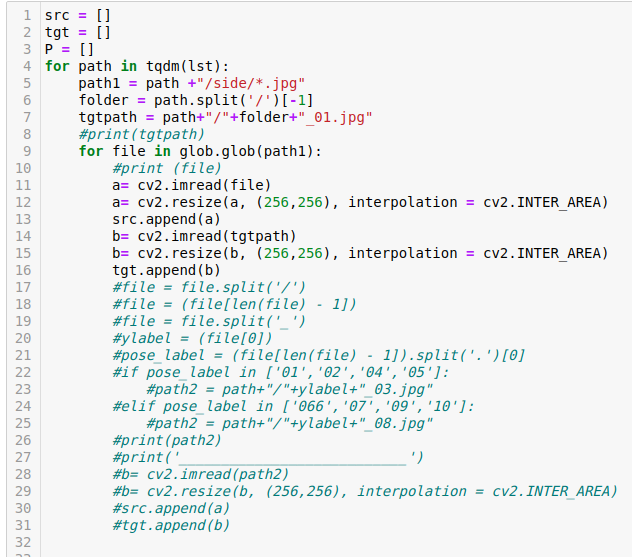 1 src = []
2 tgt = []
3 P = []
4 for path in tqdm(lst):
5     path1 = path +"/side/*.jpg"
6     folder = path.split('/')[-1]
7     tgtpath = path+"/"+folder+"_01.jpg"
8     #print(tgtpath)
9     for file in glob.glob(path1):
10         #print (file)
11         a= cv2.imread(file)
12         a= cv2.resize(a, (256,256), interpolation = cv2.INTER_AREA)
13         src.append(a)
14         b= cv2.imread(tgtpath)
15         b= cv2.resize(b, (256,256), interpolation = cv2.INTER_AREA)
16         tgt.append(b)
17         #file = file.split('/')
18         #file = (file[len(file) - 1])
19         #file = file.split('_')
20         #ylabel = (file[0])
21         #pose_label = (file[len(file) - 1]).split('.')[0]
22         #if pose_label in ['01','02','04','05']:
23             #path2 = path+"/"+ylabel+"_03.jpg"
24         #elif pose_label in ['066','07','09','10']:
25             #path2 = path+"/"+ylabel+"_08.jpg"
26         #print(path2)
27         #print('___________________________')
28         #b= cv2.imread(path2)
29         #b= cv2.resize(b, (256,256), interpolation = cv2.INTER_AREA)
30         #src.append(a)
31         #tgt.append(b)
32